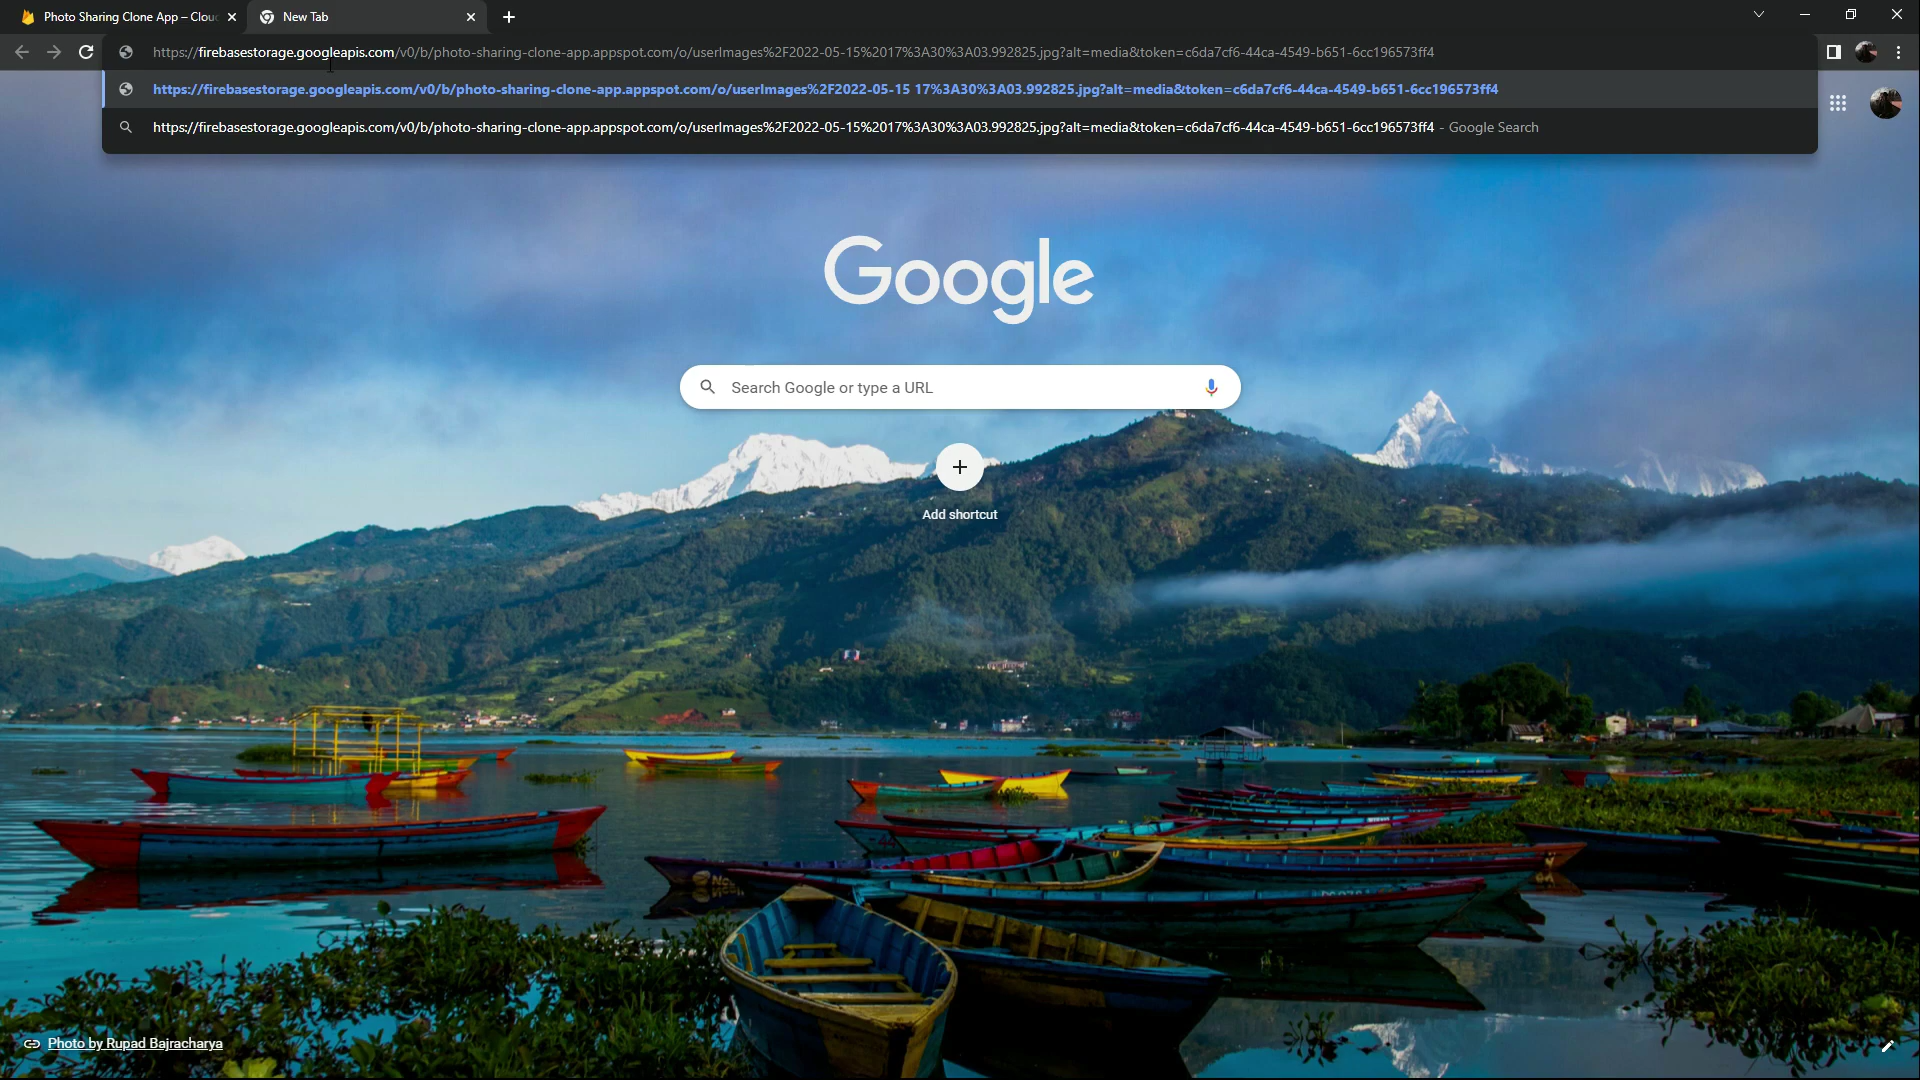 Photo Sharing Clone App – Clou
New Tab
https://firebasestorage.googleapis.com/v0/b/photo-sharing-clone-app.appspot.com/o/userImages%2F2022-05-15%2017%3A30%3A03.992825.jpg?alt=media&token=c6da7cf6-44ca-4549-b651-6cc196573ff4
https://firebasestorage.googleapis.com/v0/b/photo-sharing-clone-app.appspot.com/o/userImages%2F2022-05-15 17%3A30%3A03.992825.jpg?alt=media&token=c6da7cf6-44ca-4549-b651-6cc196573ff4
https://firebasestorage.googleapis.com/v0/b/photo-sharing-clone-app.appspot.com/o/userImages%2F2022-05-15%2017%3A30%3A03.992825.jpg?alt=media&token=c6da7cf6-44ca-4549-b651-6cc196573ff4 - Google Search
Google
Search Google or type a URL
Add shortcut
Photo by Rupad Bajracharya